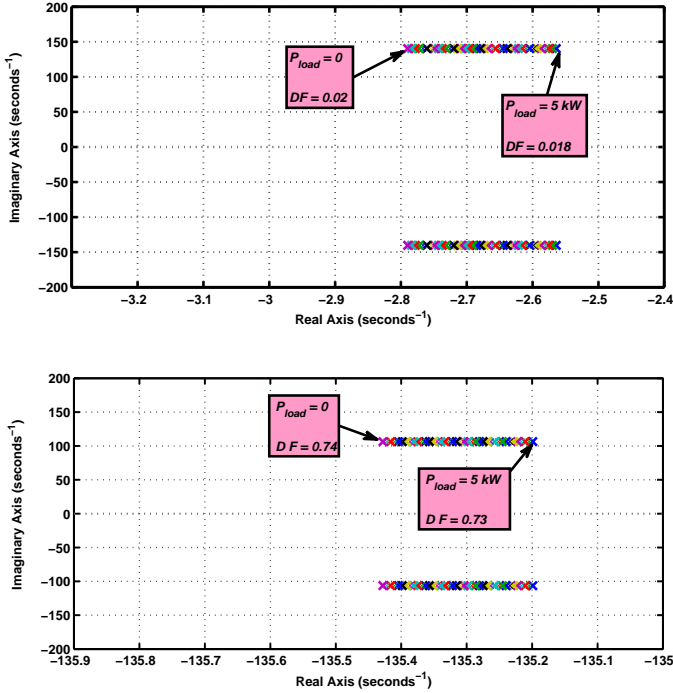 200
150
100
50
0
−50
−100
−150
−200
Imaginary Axis (seconds⁻¹)
P_load = 0
DF = 0.02
P_load = 5 kW
DF = 0.018
−3.2 −3.1 −3 −2.9 −2.8 −2.7 −2.6 −2.5 −2.4
Real Axis (seconds⁻¹)
200
150
100
50
0
−50
−100
−150
−200
Imaginary Axis (seconds⁻¹)
P_load = 0
D F = 0.74
P_load = 5 kW
D F = 0.73
−135.9 −135.8 −135.7 −135.6 −135.5 −135.4 −135.3 −135.2 −135.1 −135
Real Axis (seconds⁻¹)